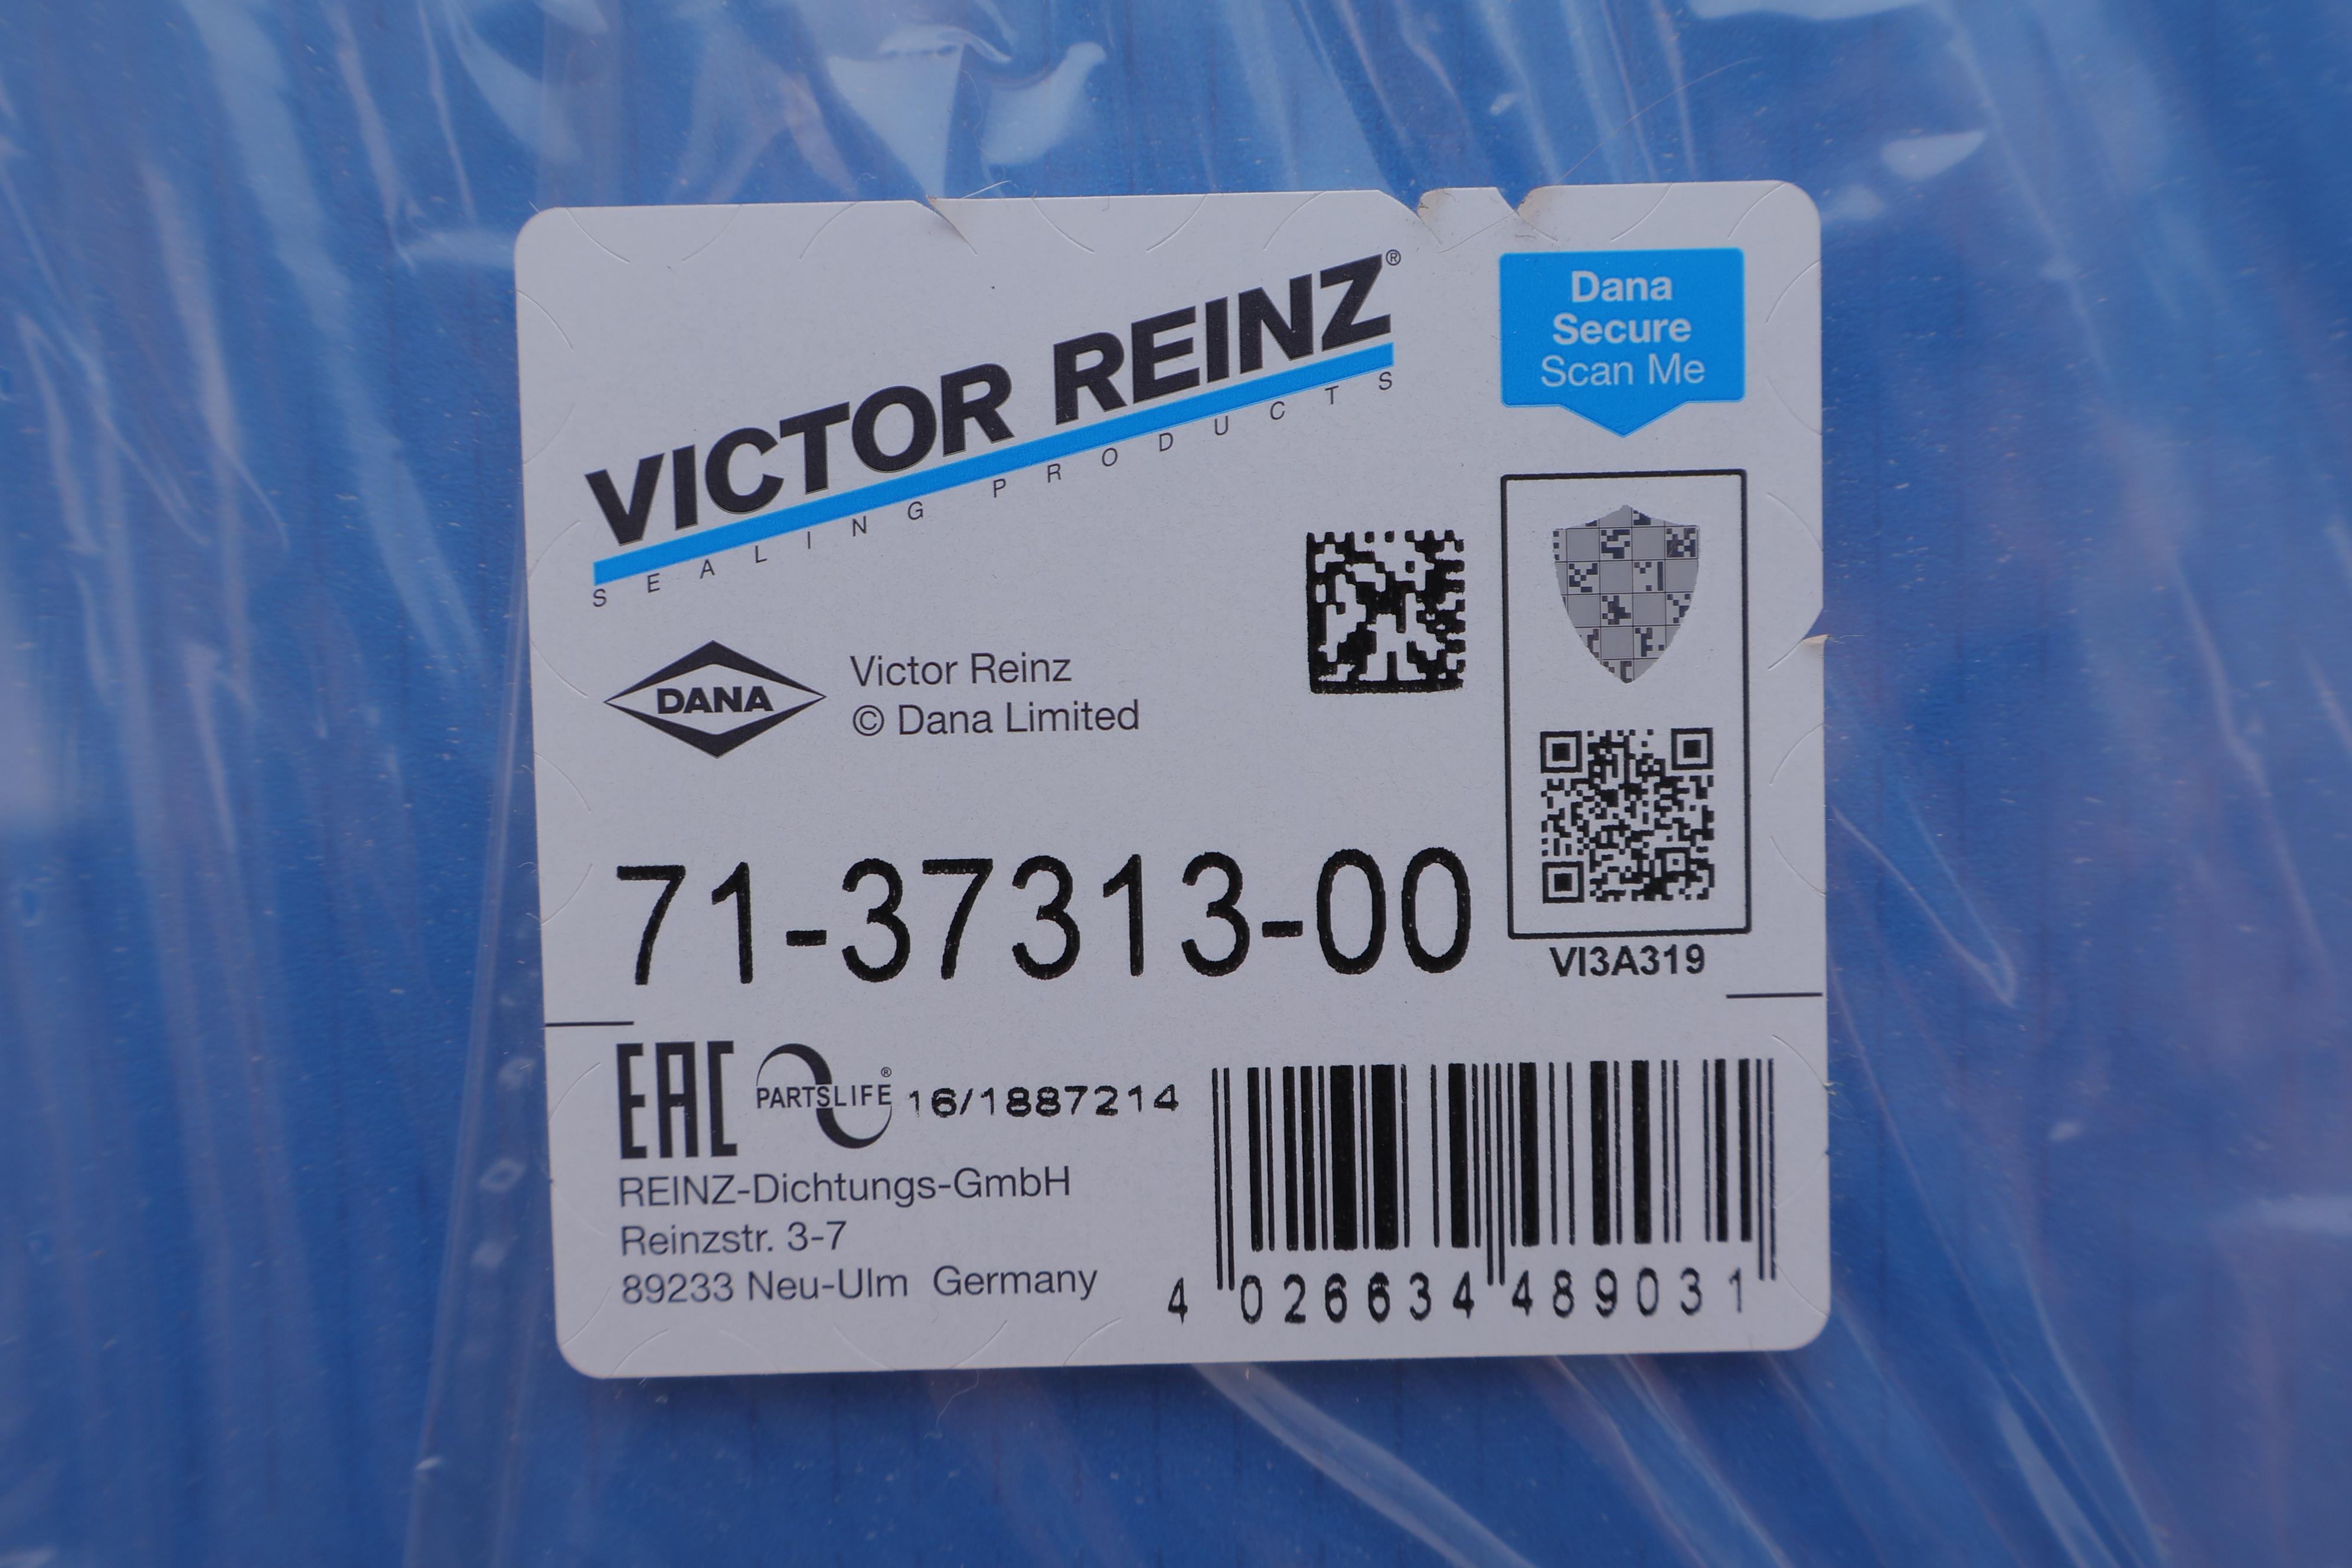 VICTOR REINZ®
SEALING PRODUCTS
Dana
Secure
Scan Me
DANA
Victor Reinz
© Dana Limited
71-37313-00
VI3A319
EAC
PARTSLIFE® 16/1887214
REINZ-Dichtungs-GmbH
Reinzstr. 3-7
89233 Neu-Ulm Germany
4 026634 489031